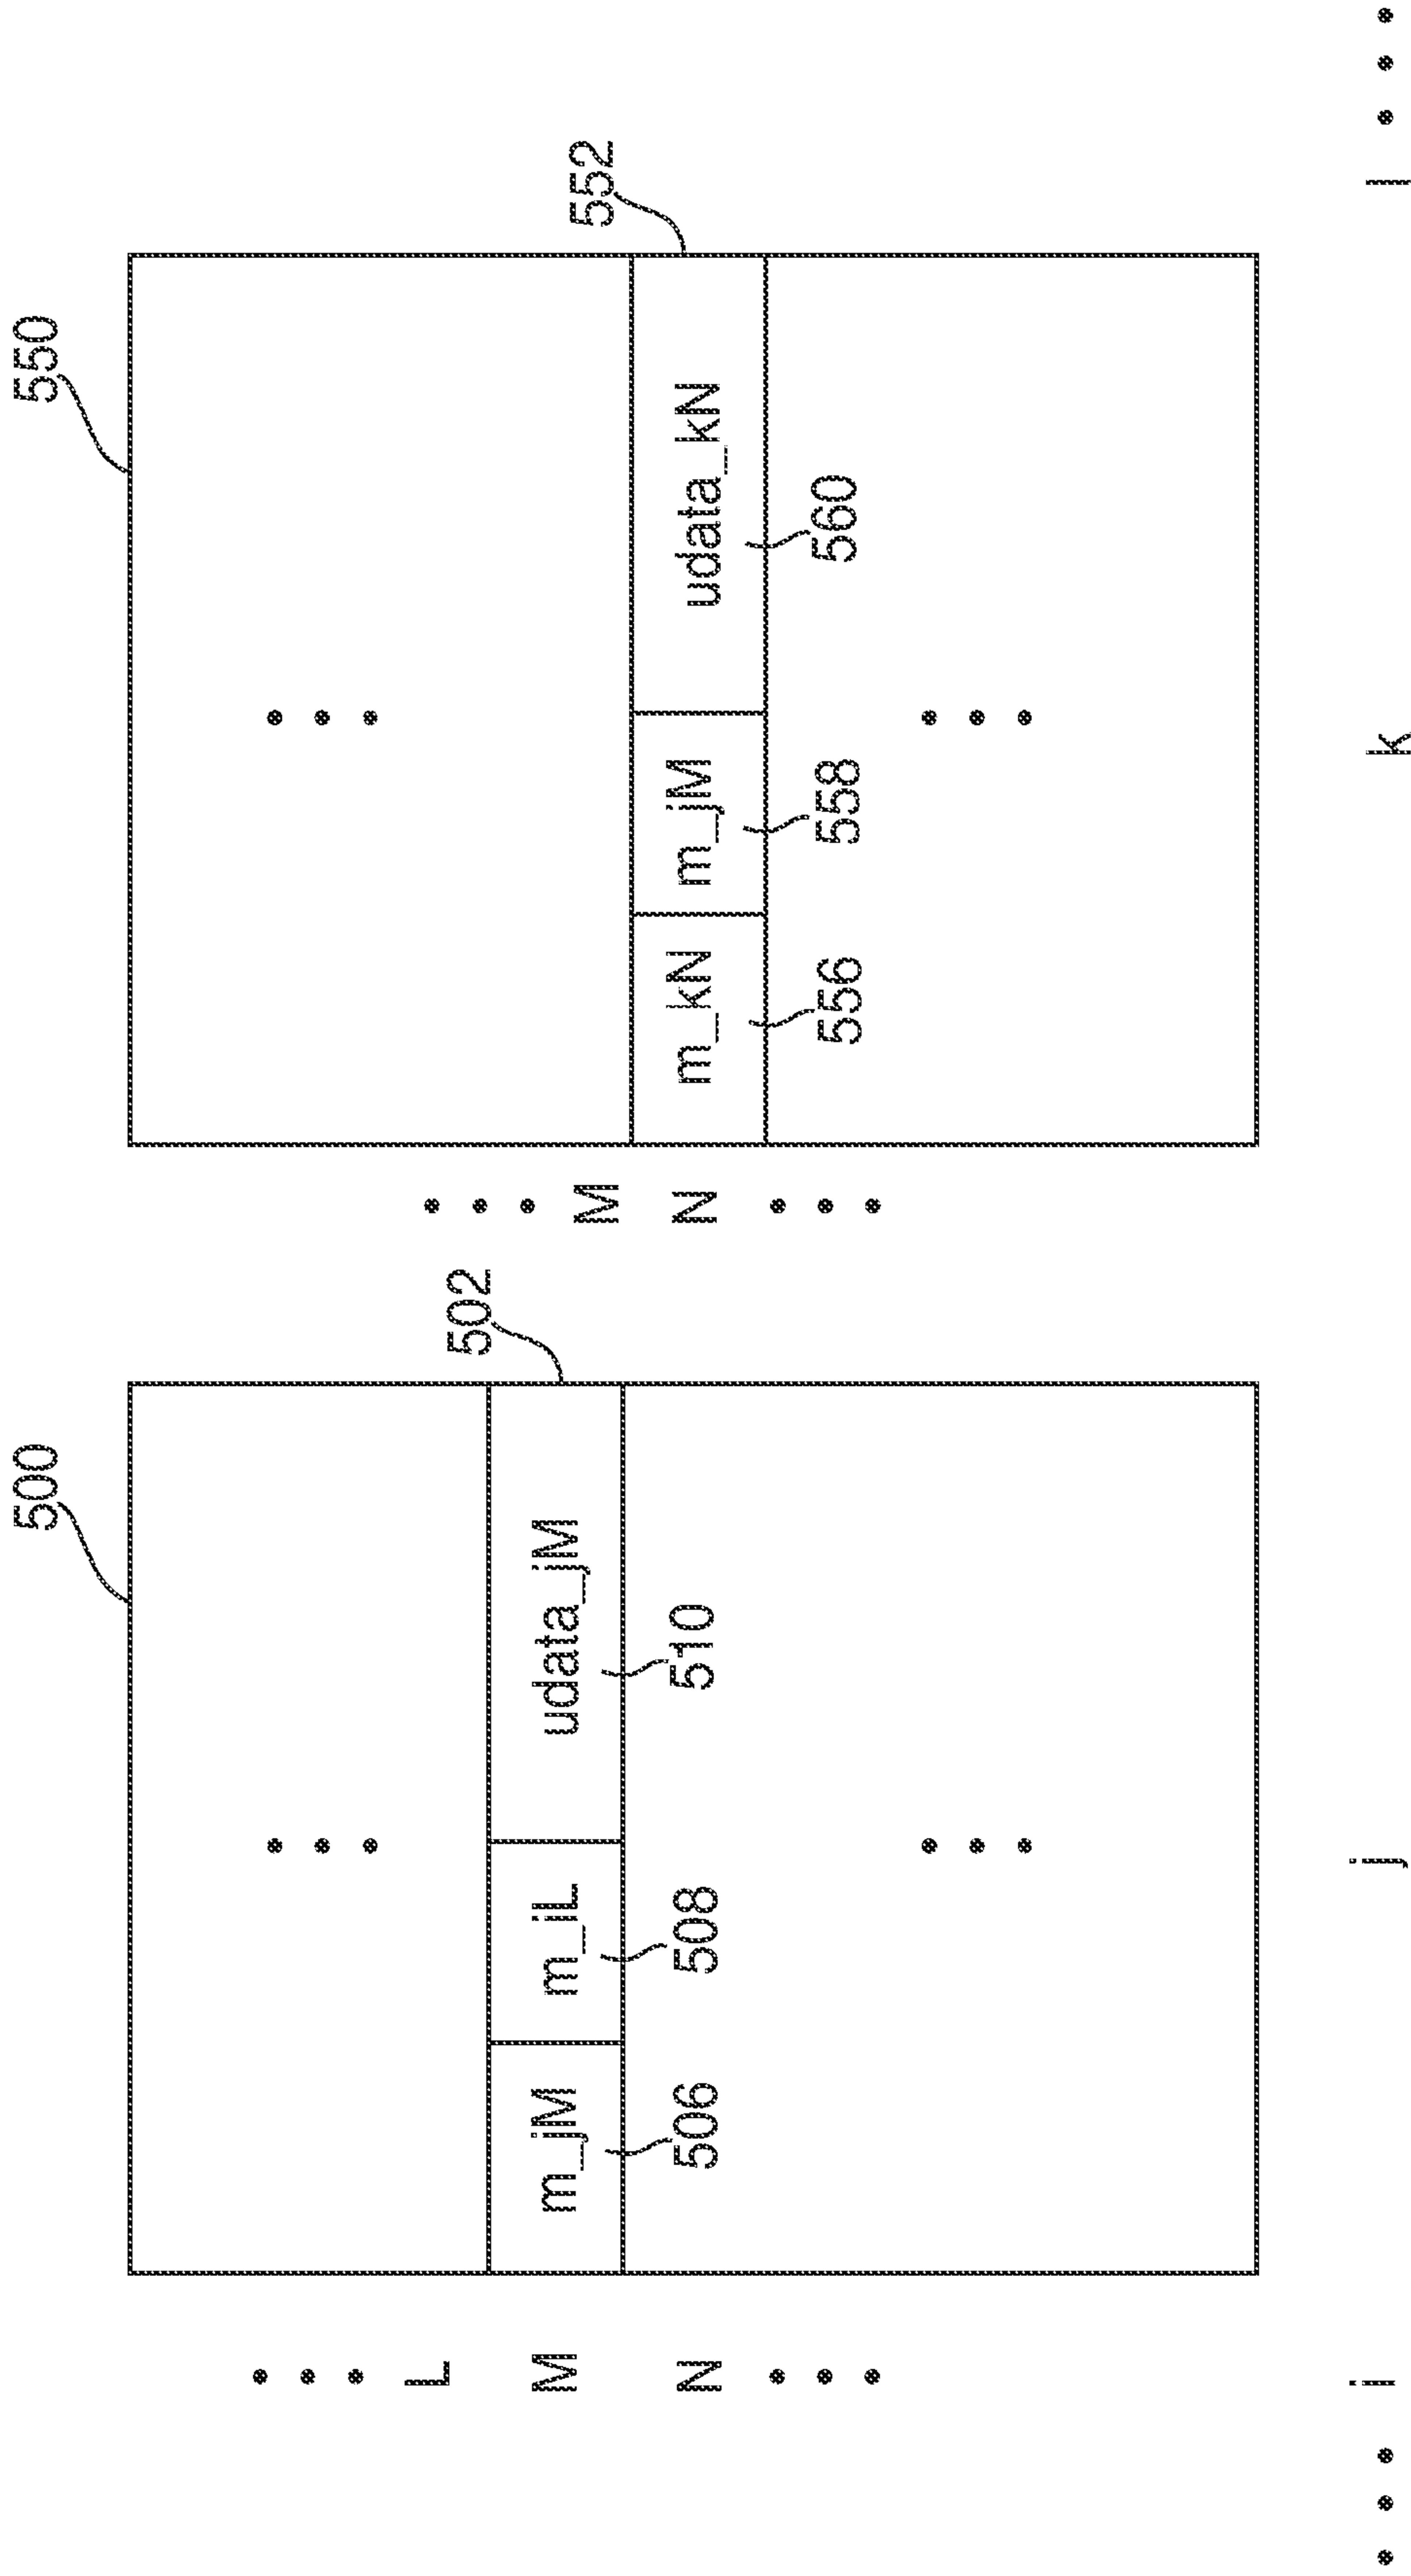 500
550
L
502
M m_jM m_iL udata_jM
506 508 510
N
552
M
N m_kN m_jM udata_kN
556 558 560
• • • i j k l • • •